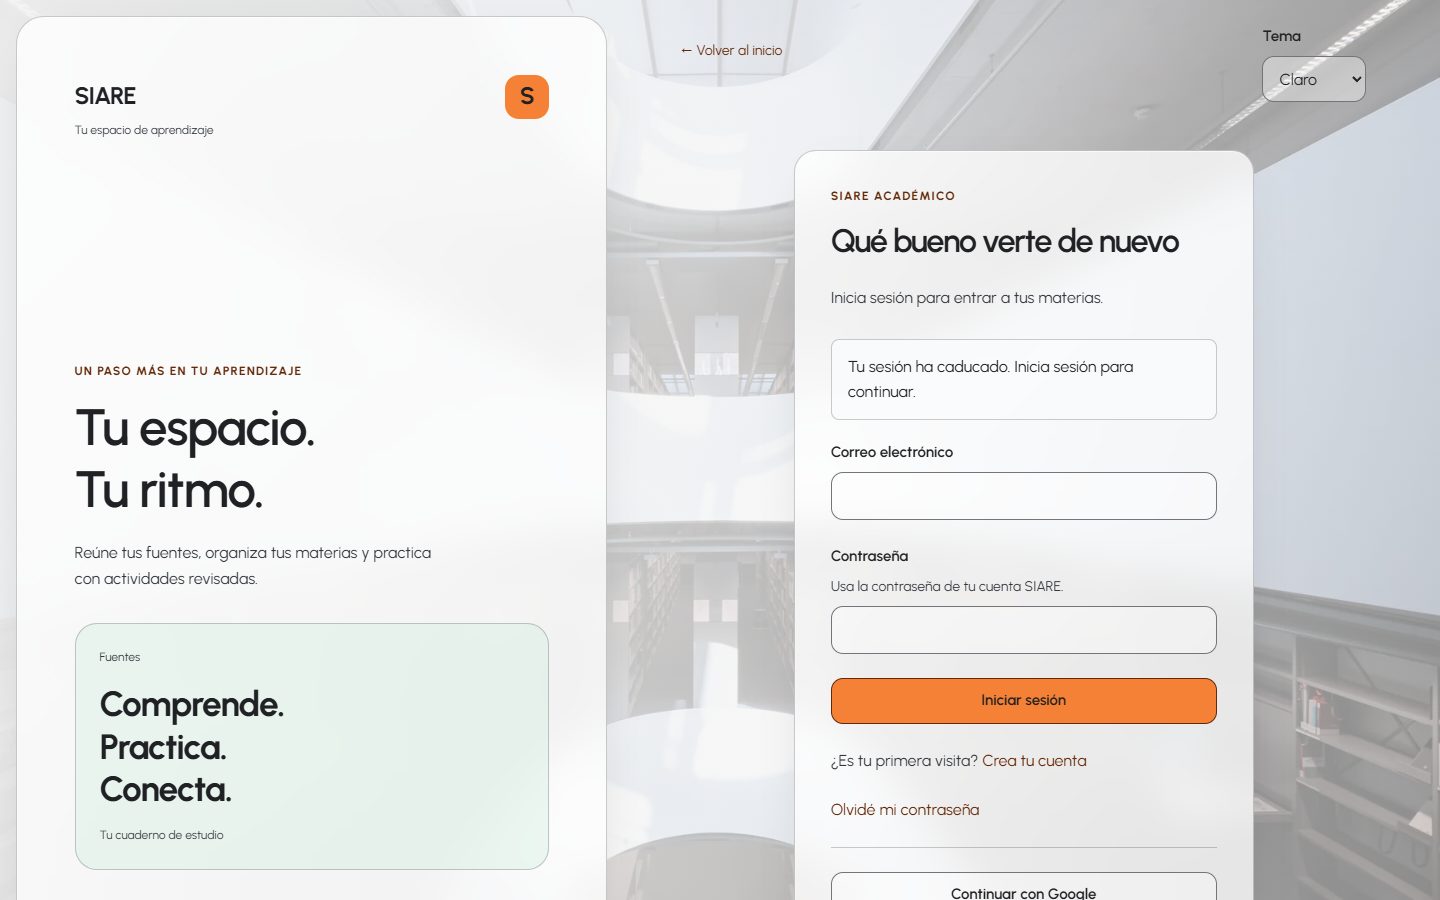 SIARE
S
Tu espacio de aprendizaje
UN PASO MÁS EN TU APRENDIZAJE
Tu espacio.
Tu ritmo.
Reúne tus fuentes, organiza tus materias y practica
con actividades revisadas.
Fuentes
Comprende.
Practica.
Conecta.
Tu cuaderno de estudio
← Volver al inicio
Tema
Claro
SIARE ACADÉMICO
Qué bueno verte de nuevo
Inicia sesión para entrar a tus materias.
Tu sesión ha caducado. Inicia sesión para
continuar.
Correo electrónico
Contraseña
Usa la contraseña de tu cuenta SIARE.
Iniciar sesión
¿Es tu primera visita? Crea tu cuenta
Olvidé mi contraseña
Continuar con Google